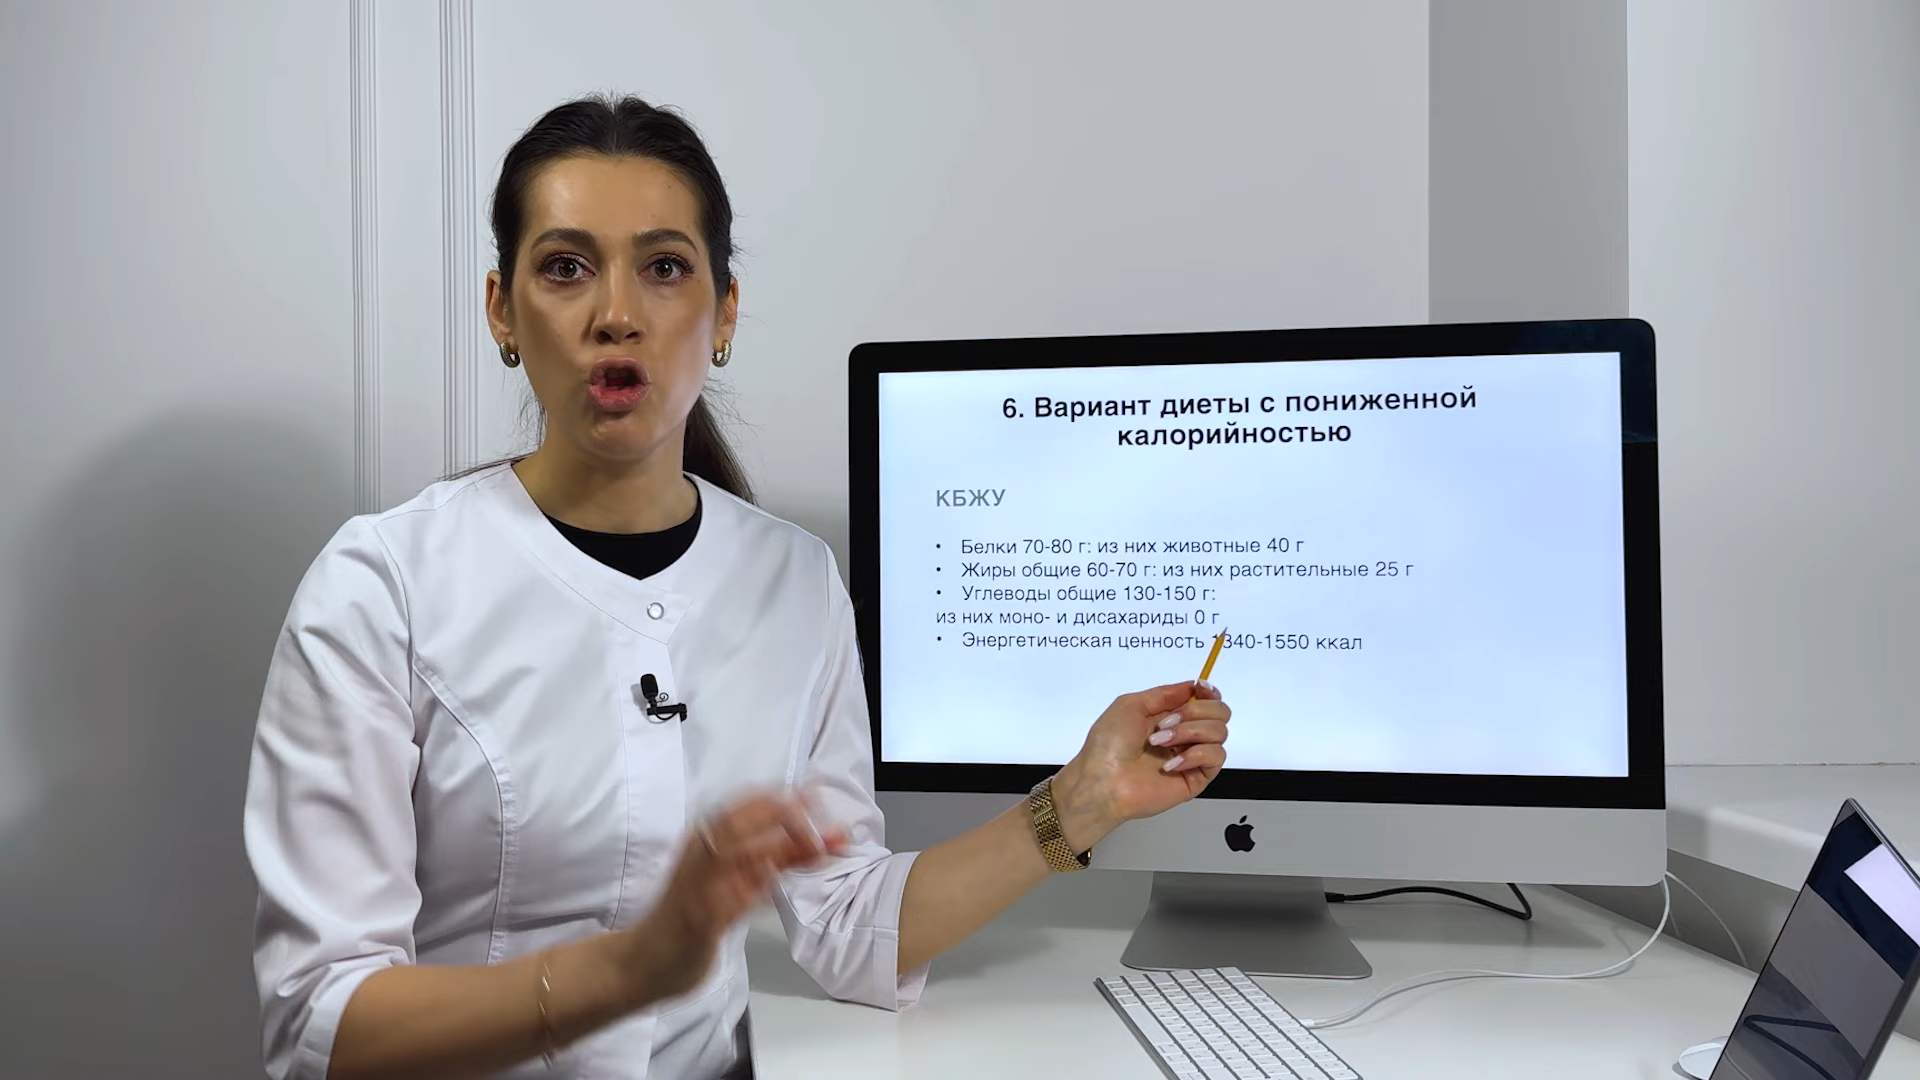 6. Вариант диеты с пониженной
калорийностью
КБЖУ
• Белки 70-80 г: из них животные 40 г
• Жиры общие 60-70 г: из них растительные 25 г
• Углеводы общие 130-150 г:
из них моно- и дисахариды 0 г
• Энергетическая ценность 1340-1550 ккал